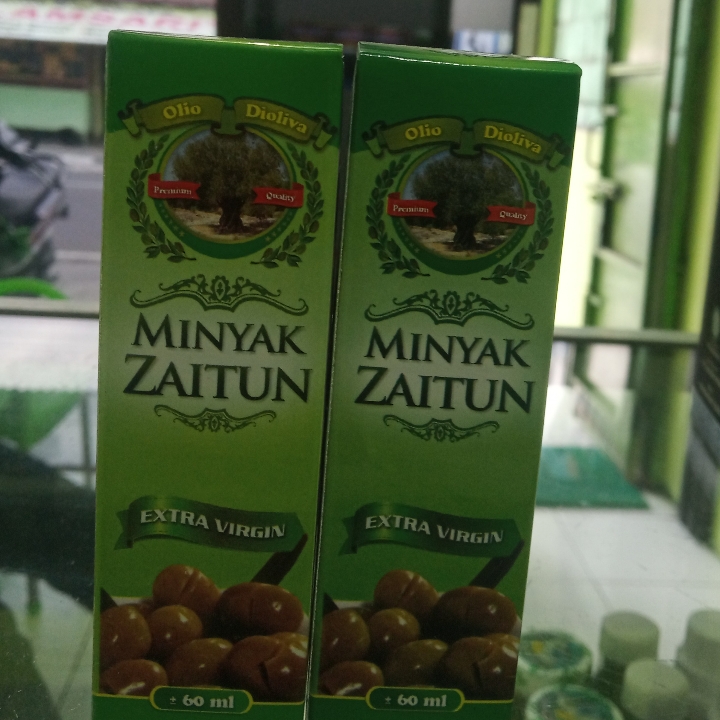 Olio Dioliva
Premium Quality
MINYAK
ZAITUN
EXTRA VIRGIN
± 60 ml
Olio Dioliva
Premium Quality
MINYAK
ZAITUN
EXTRA VIRGIN
± 60 ml